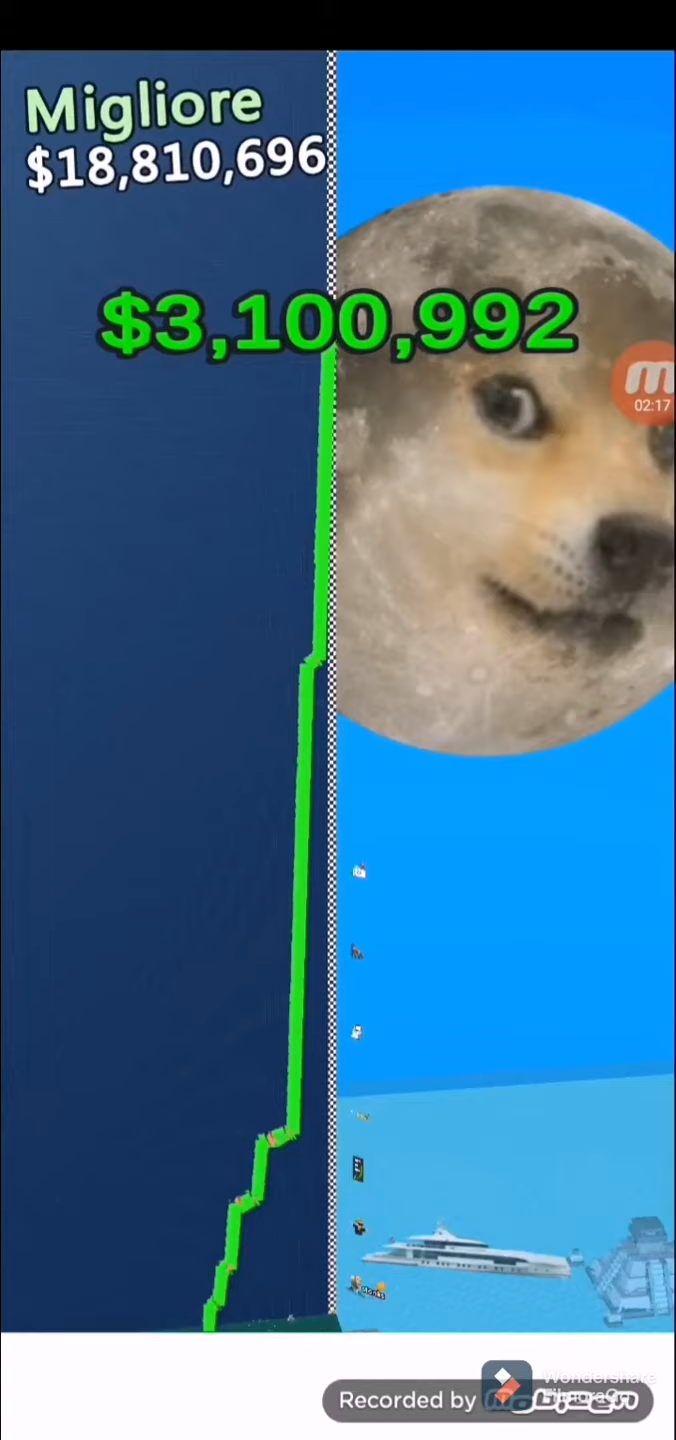 Migliore
$18,810,696
$3,100,992
02:17
Wondershare
Recorded by